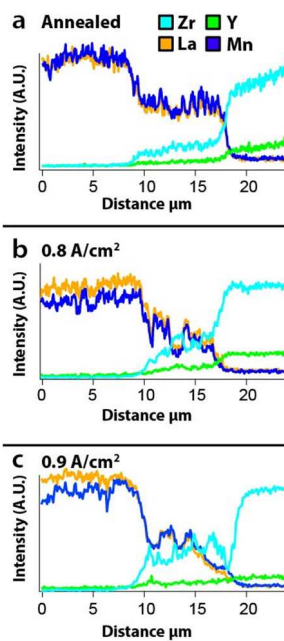 a Annealed
Zr Y
La Mn
Intensity (A.U.)
0 5 10 15 20
Distance μm
b 0.8 A/cm²
Intensity (A.U.)
0 5 10 15 20
Distance μm
c 0.9 A/cm²
Intensity (A.U.)
0 5 10 15 20
Distance μm